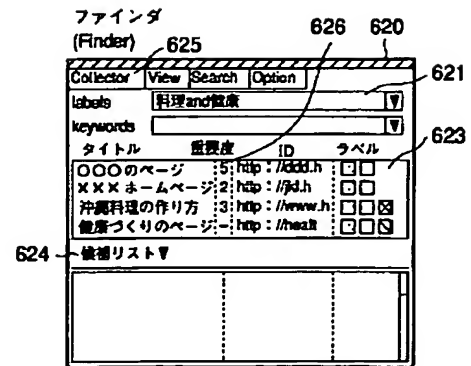 ファインダ
(Finder)
625
626
620
Collector View Search Option
621
labels 料理and健康
keywords
623
タイトル 重要度 ID ラベル
○○○のページ 5 http://ddd.h
×××ホームページ 2 http://jkl.h
沖縄料理の作り方 3 http://www.h
健康づくりのページ - http://healt
624 候補リスト▼